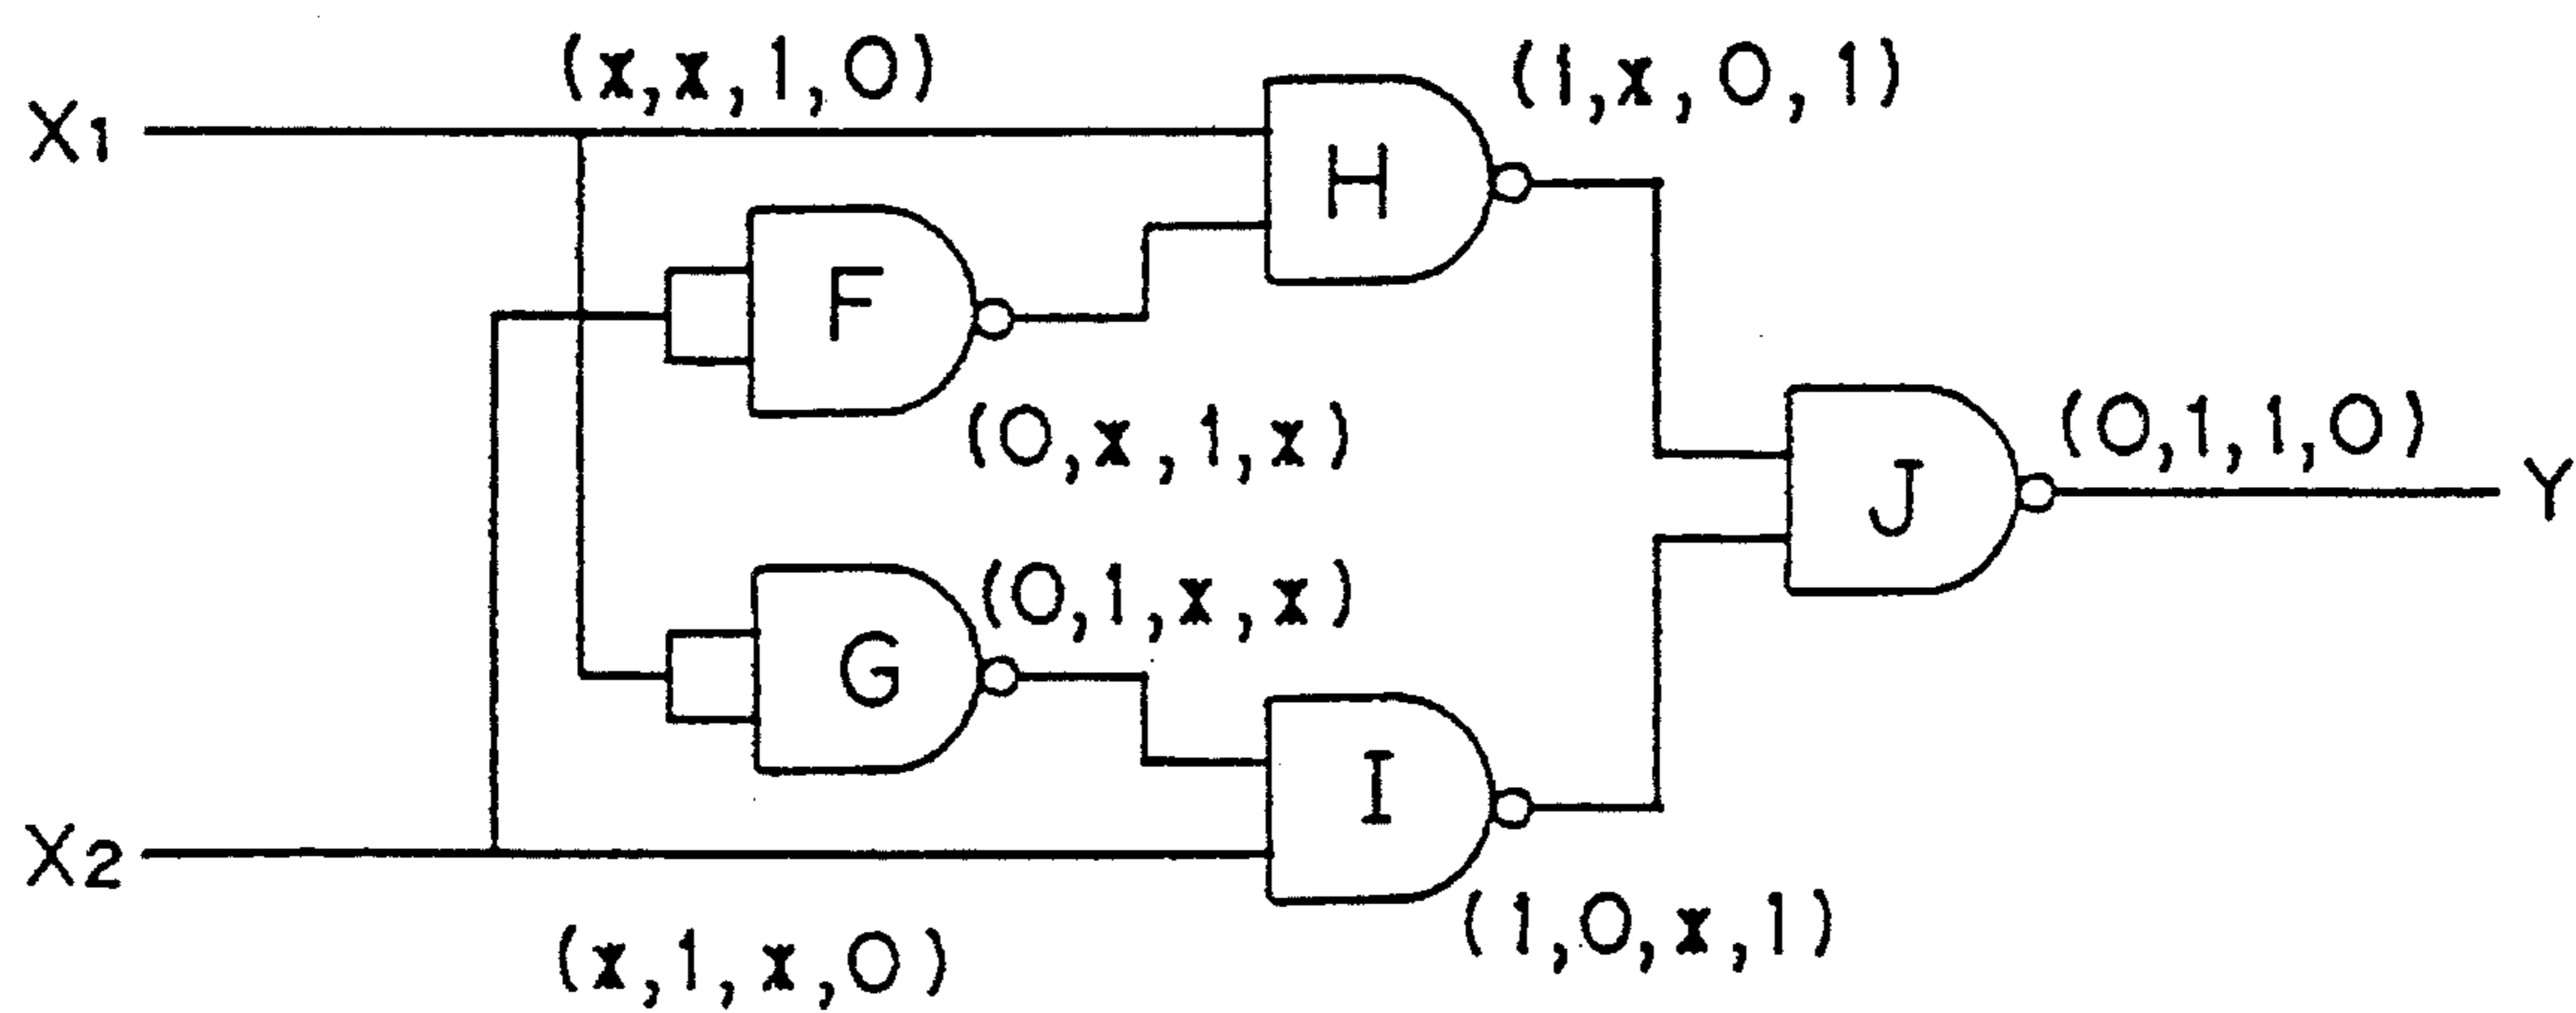 (x,x,1,0)
(1,x,0,1)
X1
H
F
(0,x,1,x)
(0,1,1,0)
J
Y
(0,1,x,x)
G
I
X2
(x,1,x,0)
(1,0,x,1)